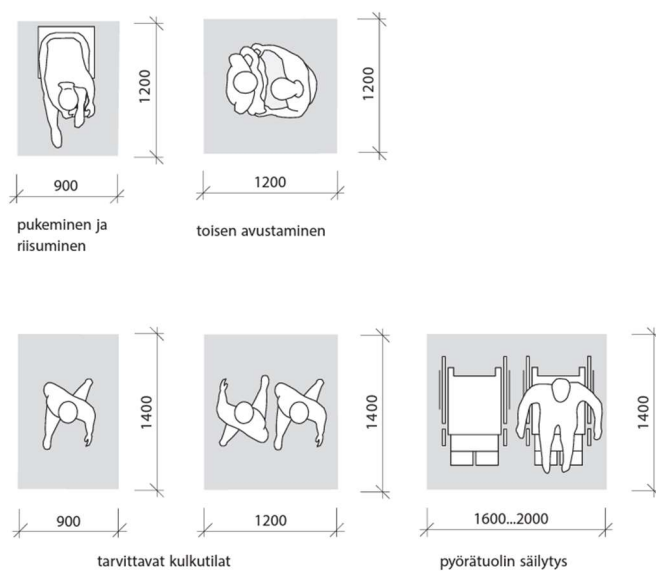 1200
1200
900
1200
pukeminen ja
riisuminen
toisen avustaminen
1400
1400
1400
900
1200
1600...2000
tarvittavat kulkutilat
pyörätuolin säilytys